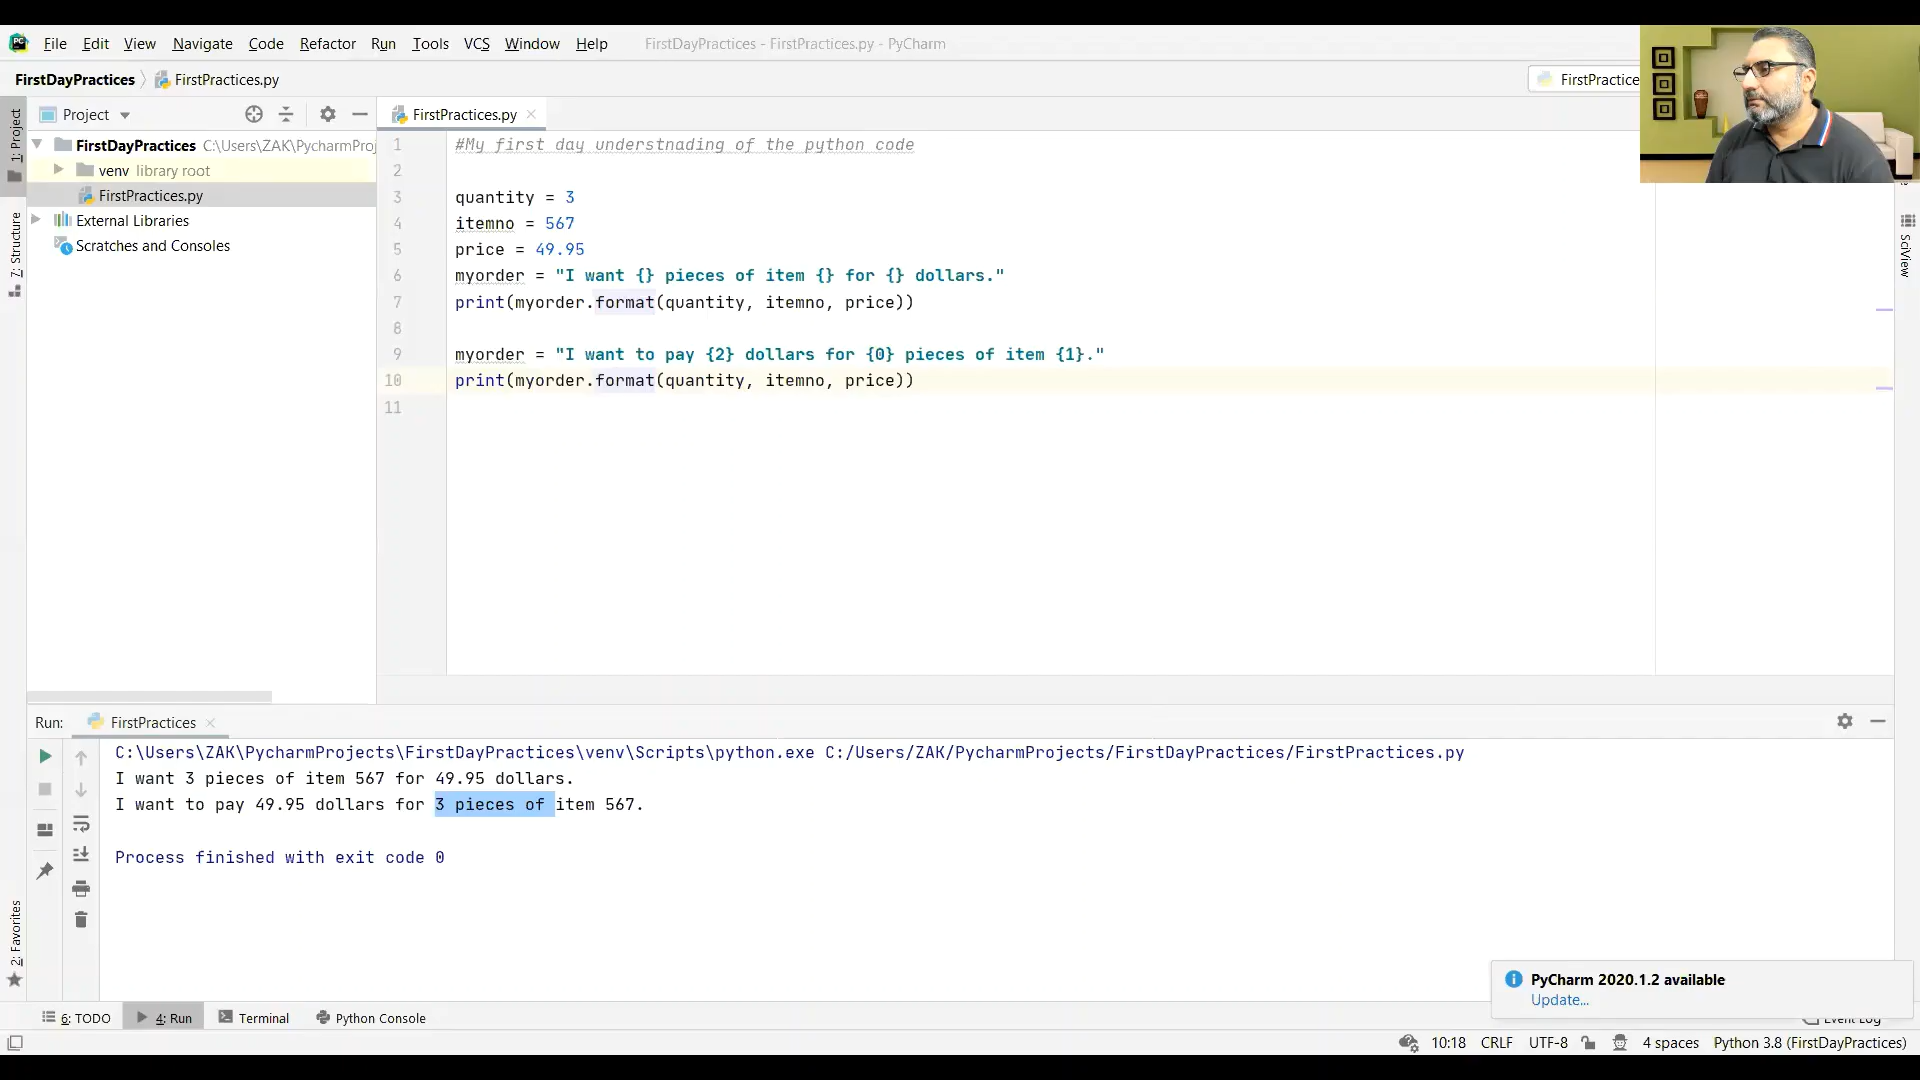 File Edit View Navigate Code Refactor Run Tools VCS Window Help FirstDayPractices - FirstPractices.py - PyCharm
FirstDayPractices FirstPractices.py
FirstPractice
1: Project
Project
FirstPractices.py
FirstDayPractices C:\Users\ZAK\PycharmProj
venv library root
FirstPractices.py
External Libraries
Scratches and Consoles
7: Structure
SciView
1 #My first day understnading of the python code
2
3 quantity = 3
4 itemno = 567
5 price = 49.95
6 myorder = "I want {} pieces of item {} for {} dollars."
7 print(myorder.format(quantity, itemno, price))
8
9 myorder = "I want to pay {2} dollars for {0} pieces of item {1}."
10 print(myorder.format(quantity, itemno, price))
11
Run: FirstPractices
C:\Users\ZAK\PycharmProjects\FirstDayPractices\venv\Scripts\python.exe C:/Users/ZAK/PycharmProjects/FirstDayPractices/FirstPractices.py
I want 3 pieces of item 567 for 49.95 dollars.
I want to pay 49.95 dollars for 3 pieces of item 567.
Process finished with exit code 0
2: Favorites
PyCharm 2020.1.2 available
Update...
6: TODO 4: Run Terminal Python Console Event Log
10:18 CRLF UTF-8 4 spaces Python 3.8 (FirstDayPractices)